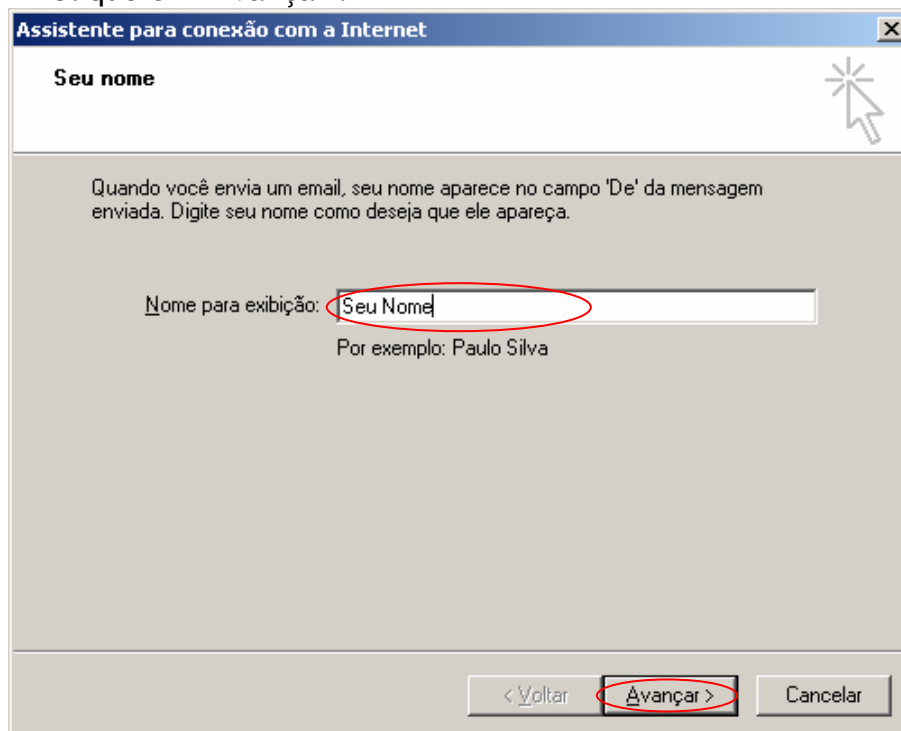 Assistente para conexão com a Internet
Seu nome
Quando você envia um email, seu nome aparece no campo 'De' da mensagem
enviada. Digite seu nome como deseja que ele apareça.
Nome para exibição: Seu Nome
Por exemplo: Paulo Silva
< Voltar Avançar > Cancelar